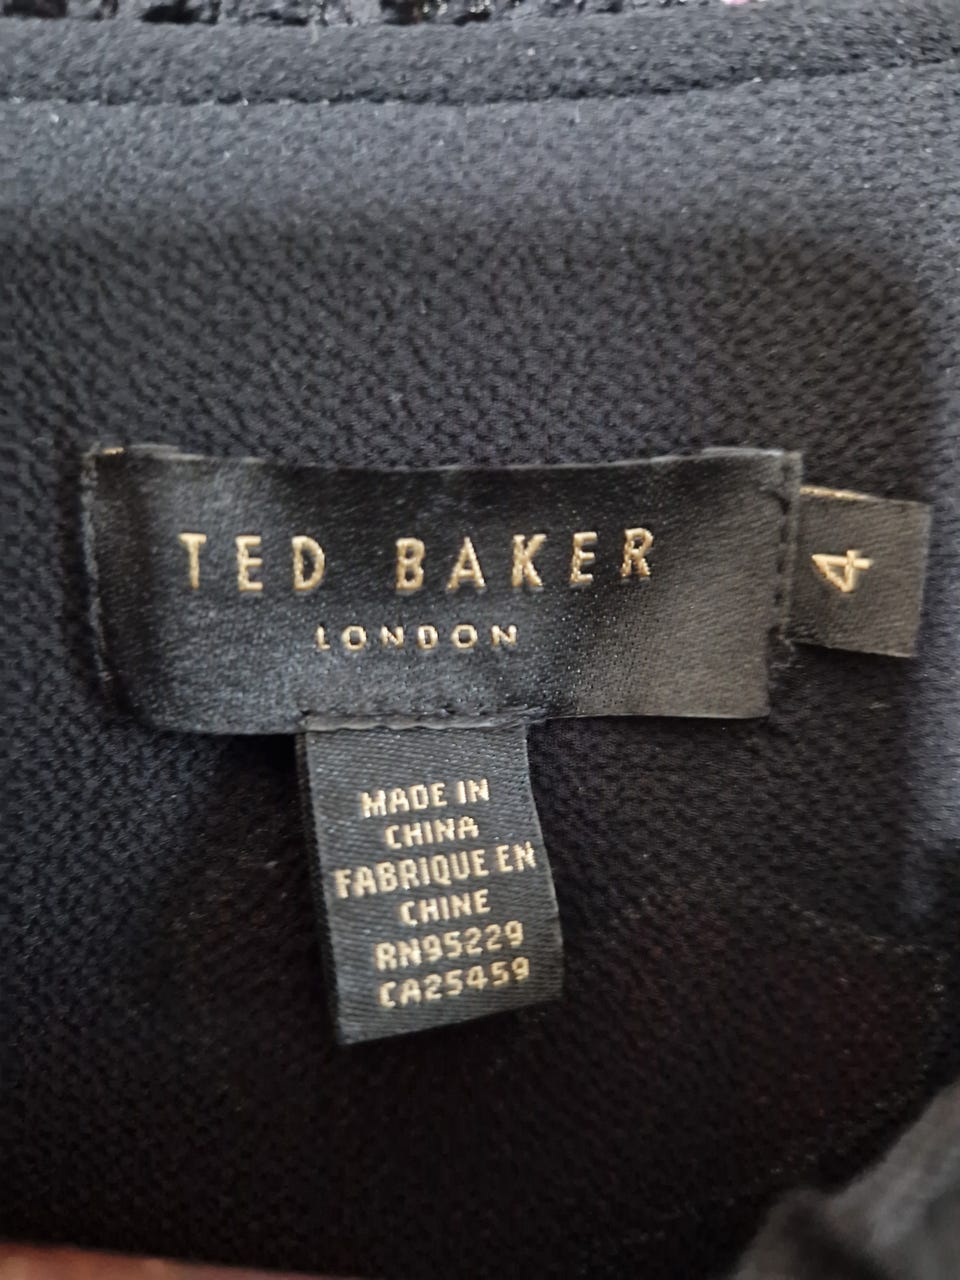 TED BAKER
LONDON
4
MADE IN
CHINA
FABRIQUE EN
CHINE
RN95229
CA25459